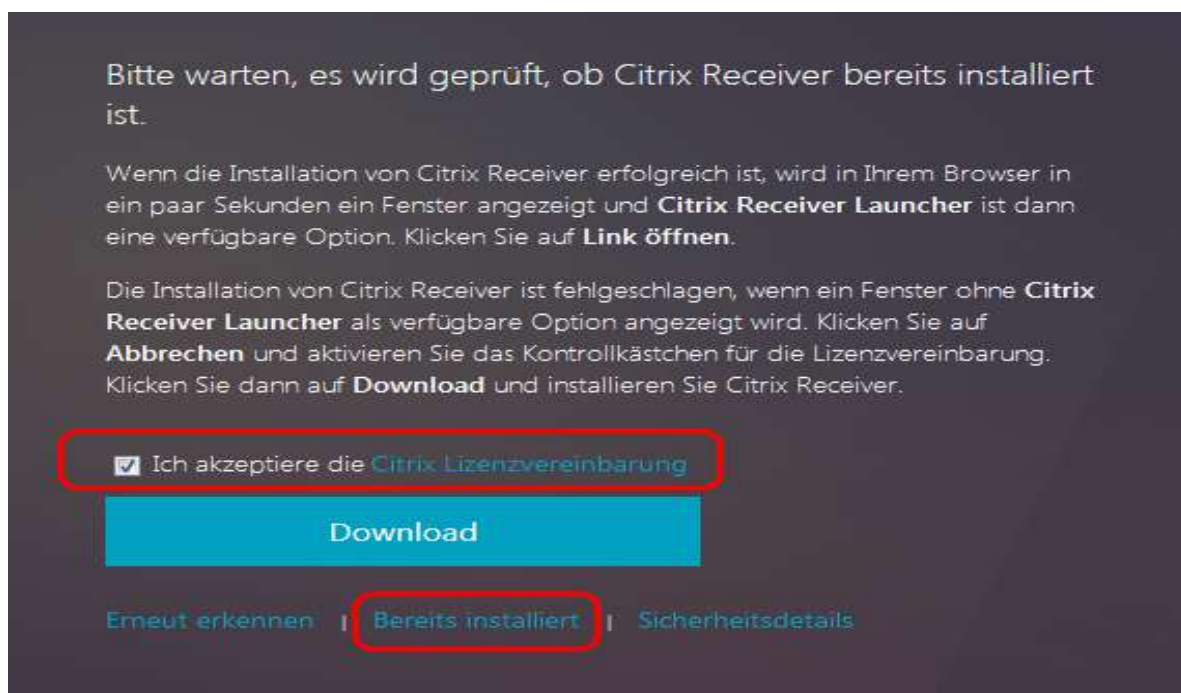 Bitte warten, es wird geprüft, ob Citrix Receiver bereits installiert
ist.
Wenn die Installation von Citrix Receiver erfolgreich ist, wird in Ihrem Browser in
ein paar Sekunden ein Fenster angezeigt und Citrix Receiver Launcher ist dann
eine verfügbare Option. Klicken Sie auf Link öffnen.
Die Installation von Citrix Receiver ist fehlgeschlagen, wenn ein Fenster ohne Citrix
Receiver Launcher als verfügbare Option angezeigt wird. Klicken Sie auf
Abbrechen und aktivieren Sie das Kontrollkästchen für die Lizenzvereinbarung.
Klicken Sie dann auf Download und installieren Sie Citrix Receiver.
Ich akzeptiere die Citrix Lizenzvereinbarung
Download
Erneut erkennen | Bereits installiert | Sicherheitsdetails